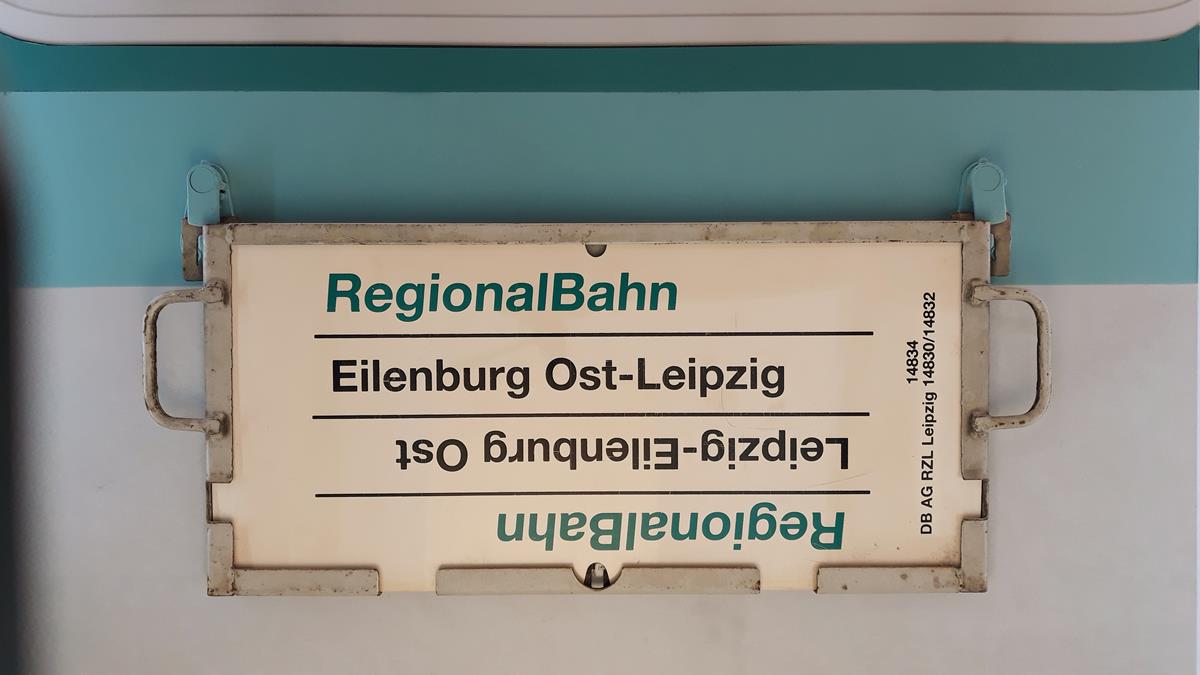 RegionalBahn
Eilenburg Ost-Leipzig
Leipzig-Eilenburg Ost
RegionalBahn
14834
DB AG RZL Leipzig 14830/14832